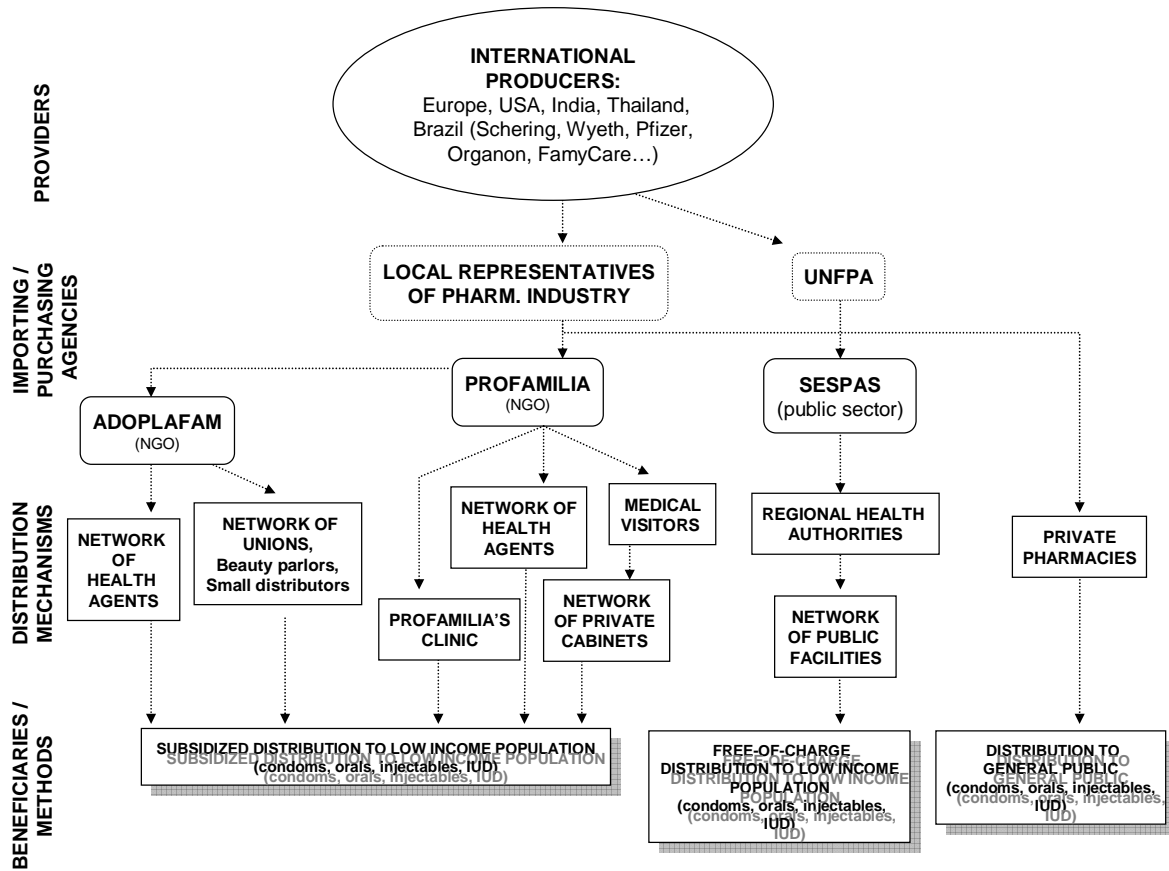 PROVIDERS
INTERNATIONAL
PRODUCERS:
Europe, USA, India, Thailand,
Brazil (Schering, Wyeth, Pfizer,
Organon, FamyCare…)
IMPORTING /
PURCHASING
AGENCIES
LOCAL REPRESENTATIVES
OF PHARM. INDUSTRY
UNFPA
ADOPLAFAM
(NGO)
PROFAMILIA
(NGO)
SESPAS
(public sector)
DISTRIBUTION
MECHANISMS
NETWORK
OF
HEALTH
AGENTS
NETWORK OF
UNIONS,
Beauty parlors,
Small distributors
PROFAMILIA'S
CLINIC
NETWORK OF
HEALTH
AGENTS
MEDICAL
VISITORS
NETWORK
OF PRIVATE
CABINETS
REGIONAL HEALTH
AUTHORITIES
NETWORK
OF PUBLIC
FACILITIES
PRIVATE
PHARMACIES
BENEFICIARIES /
METHODS
SUBSIDIZED DISTRIBUTION TO LOW INCOME POPULATION
(condoms, orals, injectables, IUD)
FREE-OF-CHARGE
DISTRIBUTION TO LOW INCOME
POPULATION
(condoms, orals, injectables,
IUD)
DISTRIBUTION TO
GENERAL PUBLIC
(condoms, orals, injectables,
IUD)